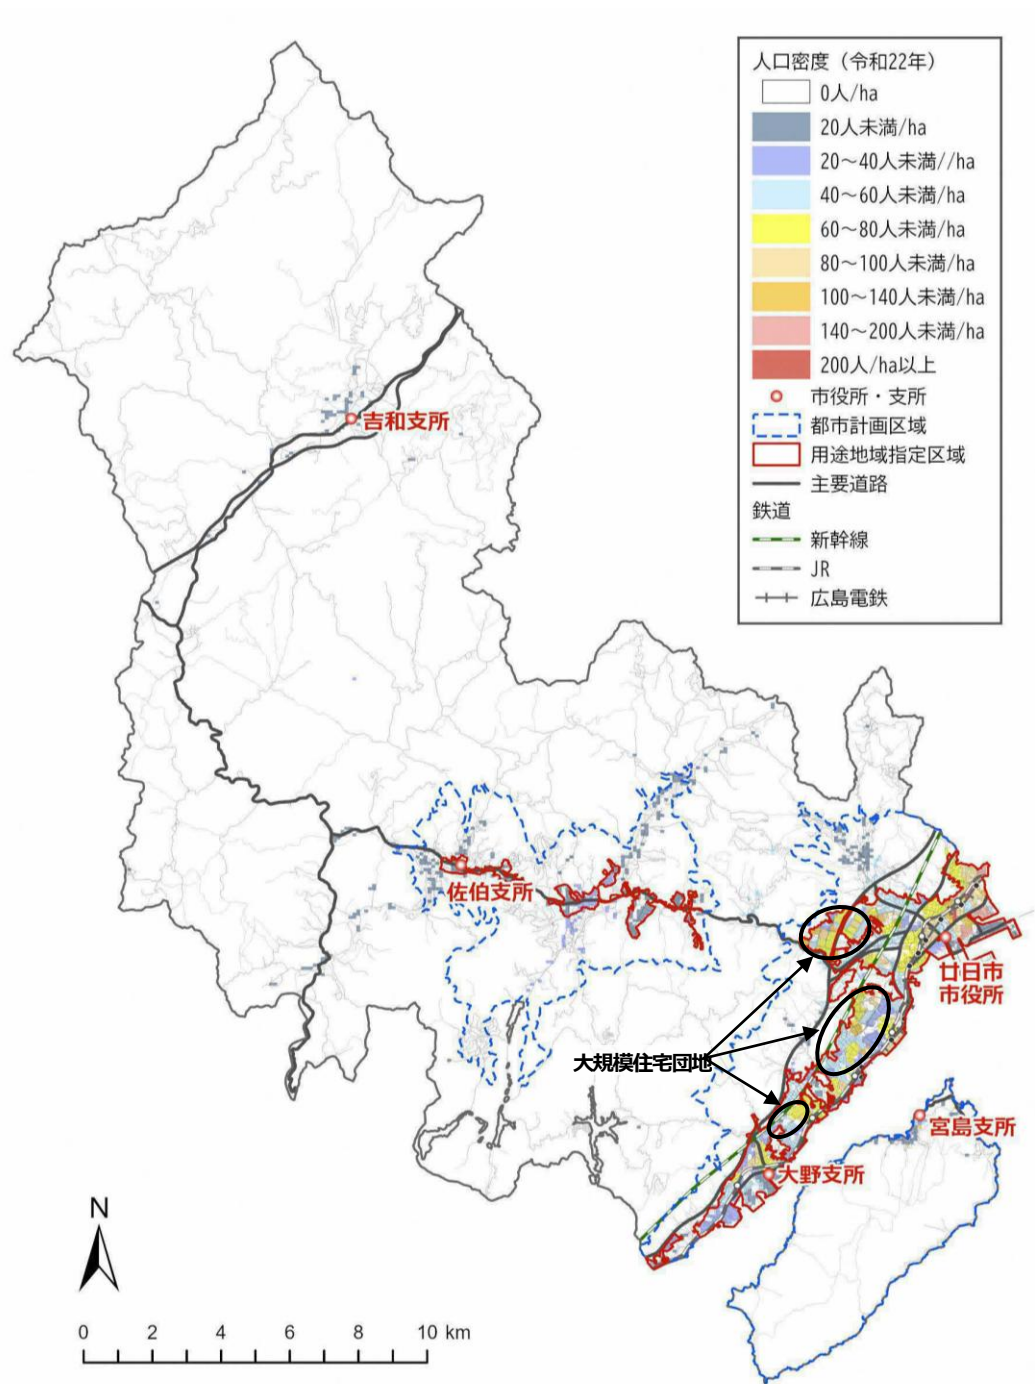 人口密度（令和22年）
0人/ha
20人未満/ha
20～40人未満//ha
40～60人未満/ha
60～80人未満/ha
80～100人未満/ha
100～140人未満/ha
140～200人未満/ha
200人/ha以上
市役所・支所
都市計画区域
用途地域指定区域
主要道路
鉄道
新幹線
JR
広島電鉄
吉和支所
佐伯支所
廿日市
市役所
大規模住宅団地
宮島支所
大野支所
N
0 2 4 6 8 10 km